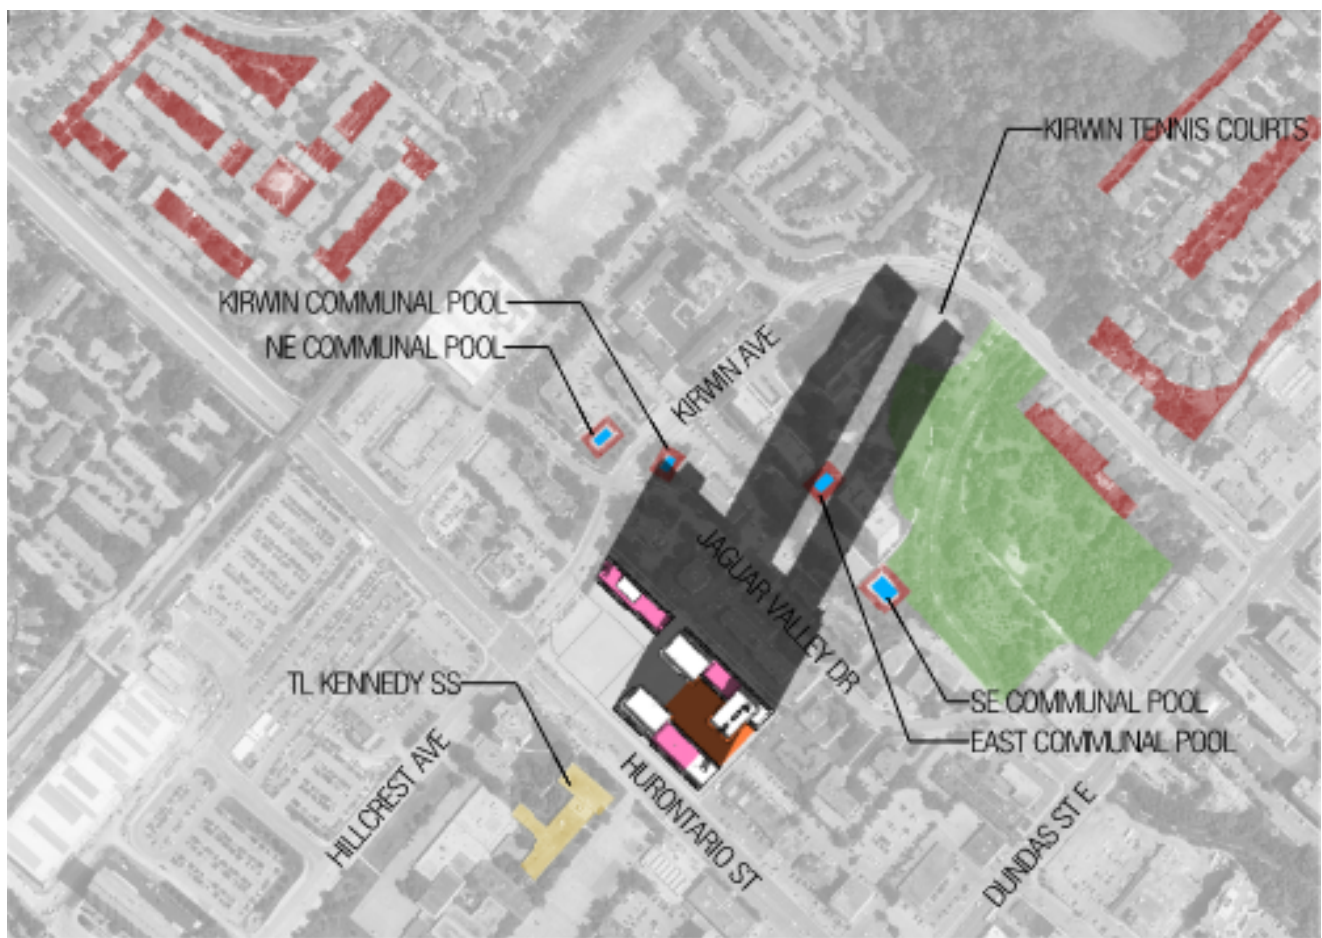 KIRWIN TENNIS COURTS
KIRWIN COMMUNAL POOL
NE COMMUNAL POOL
KIRWIN AVE
JAGUAR VALLEY DR
TL KENNEDY SS
SE COMMUNAL POOL
EAST COMMUNAL POOL
HILLCREST AVE
HURONTARIO ST
DUNDAS ST E